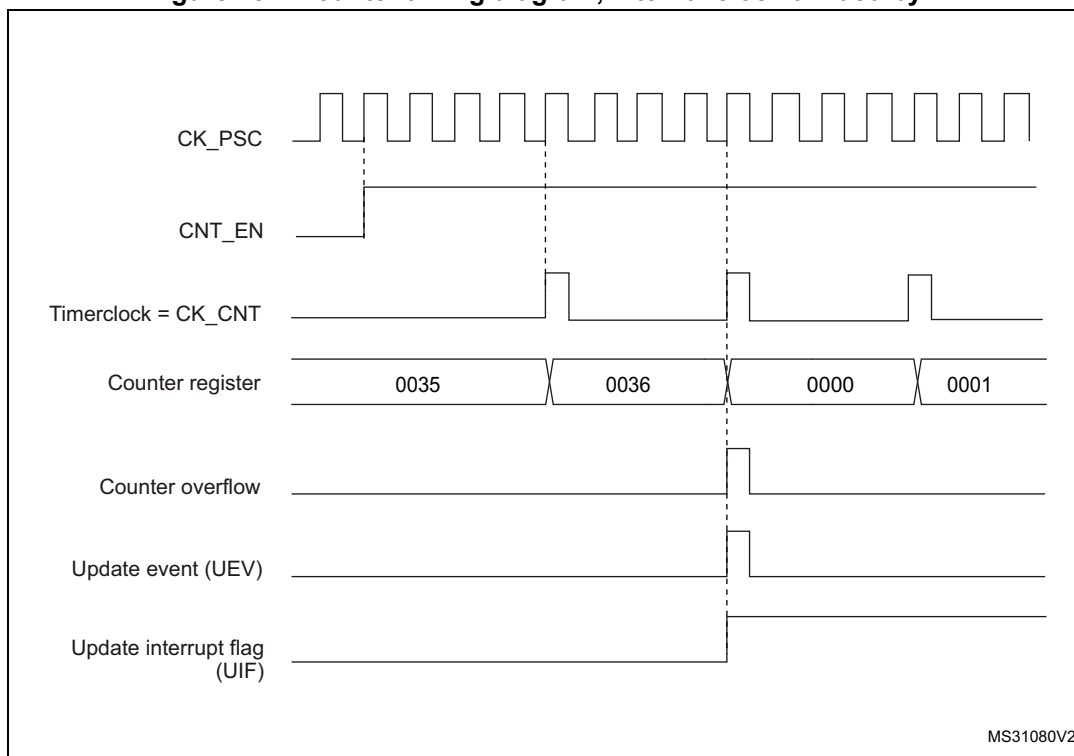 CK_PSC
CNT_EN
Timerclock = CK_CNT
Counter register 0035 0036 0000 0001
Counter overflow
Update event (UEV)
Update interrupt flag
(UIF)
MS31080V2